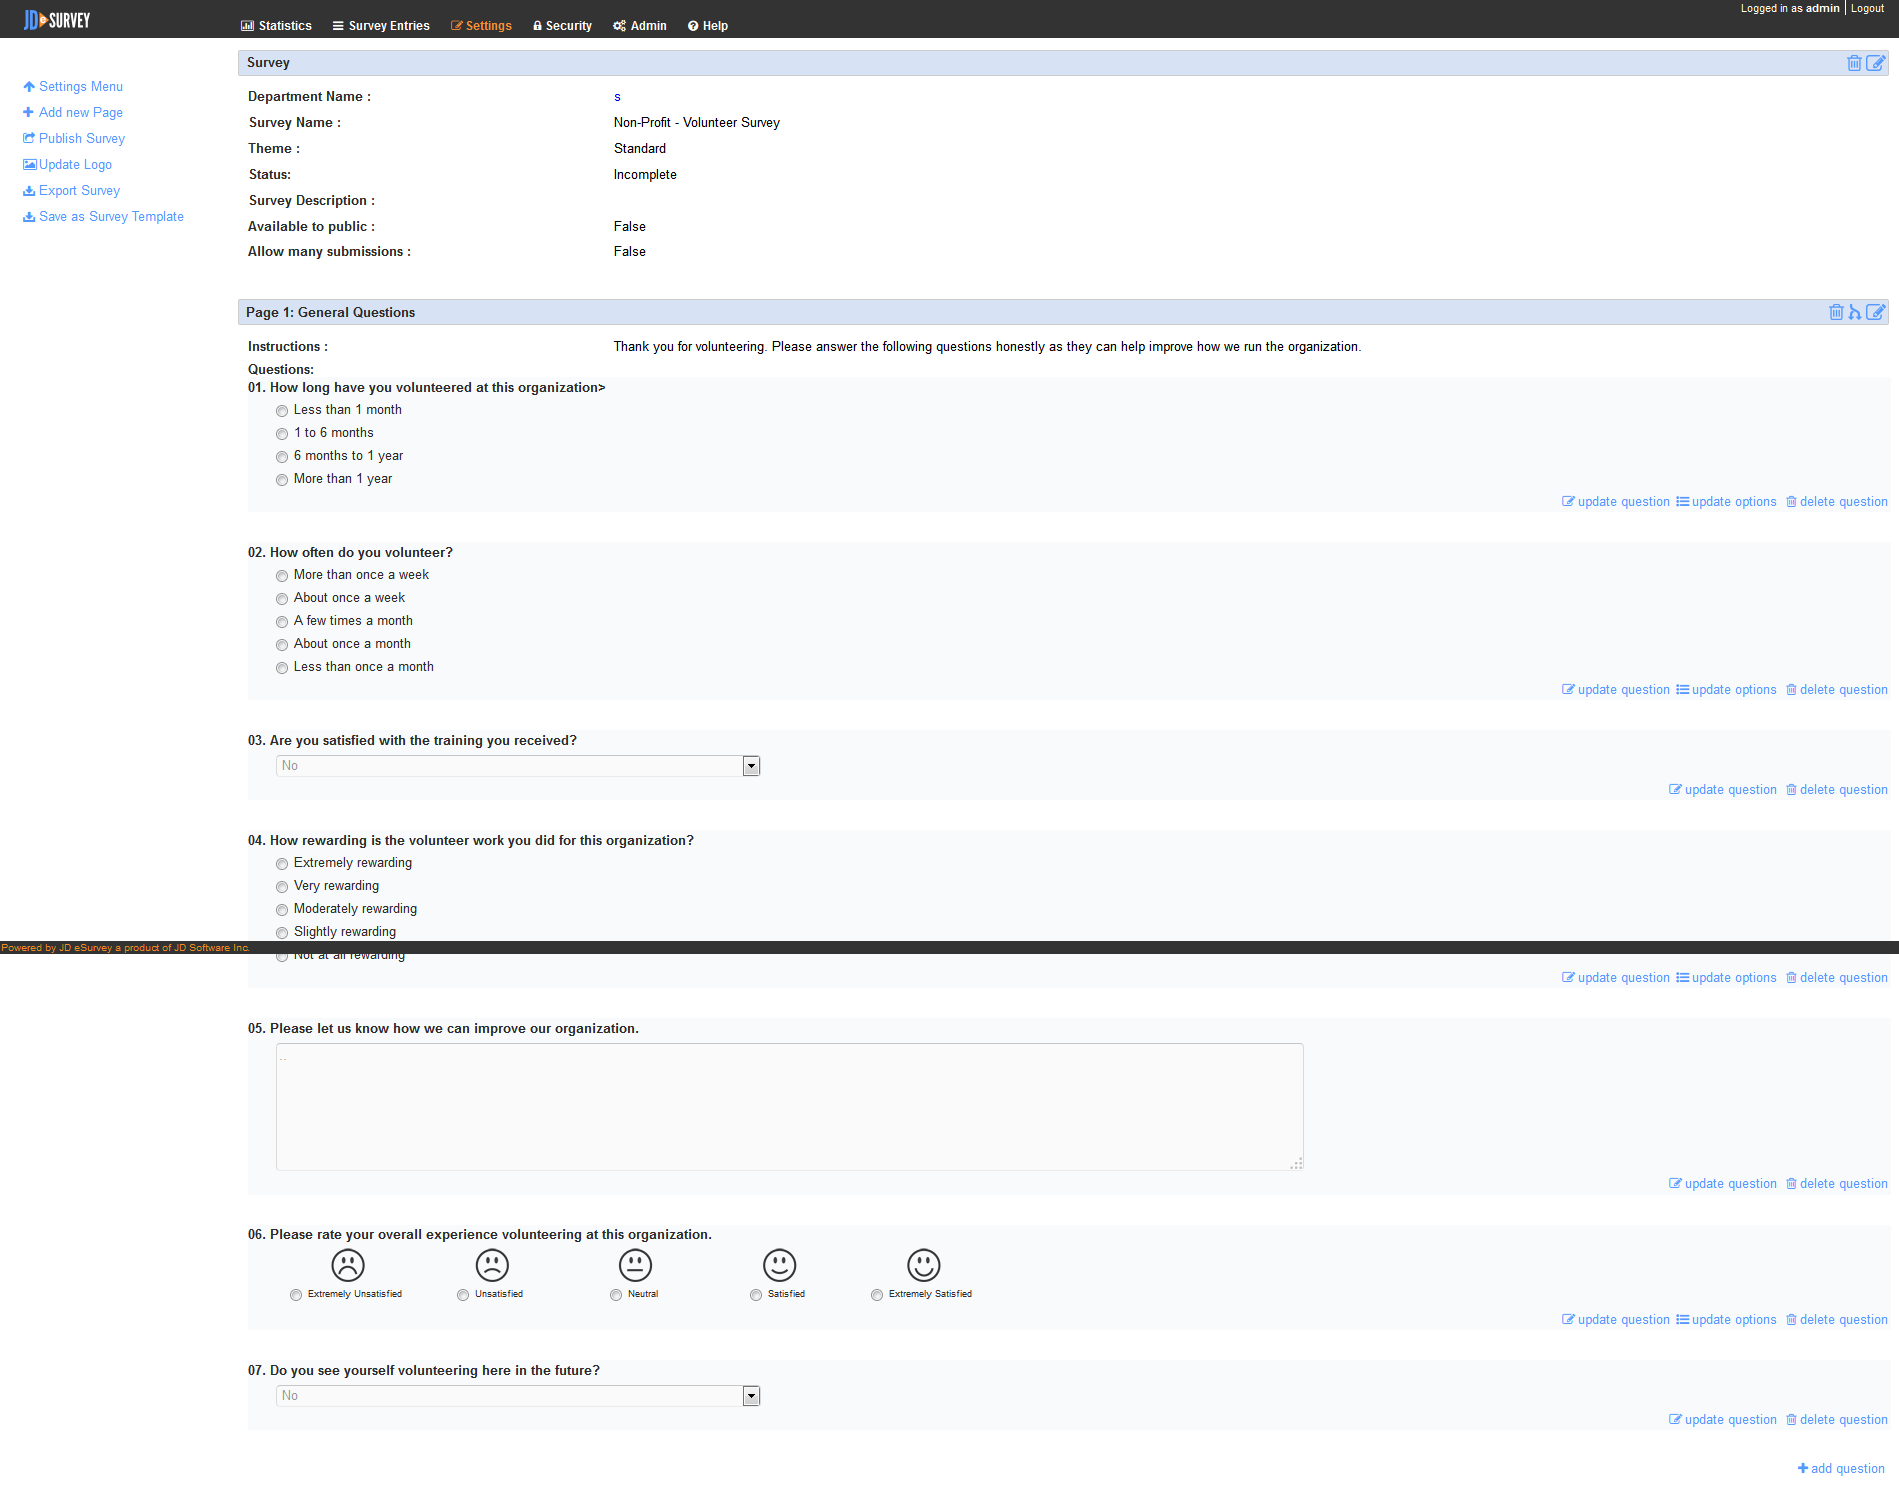 JDeSURVEY
Statistics Survey Entries Settings Security Admin Help
Logged in as admin Logout
Settings Menu
Add new Page
Publish Survey
Update Logo
Export Survey
Save as Survey Template
Survey
Department Name : s
Survey Name : Non-Profit - Volunteer Survey
Theme : Standard
Status: Incomplete
Survey Description :
Available to public : False
Allow many submissions : False
Page 1: General Questions
Instructions : Thank you for volunteering. Please answer the following questions honestly as they can help improve how we run the organization.
Questions:
01. How long have you volunteered at this organization>
Less than 1 month
1 to 6 months
6 months to 1 year
More than 1 year
update question update options delete question
02. How often do you volunteer?
More than once a week
About once a week
A few times a month
About once a month
Less than once a month
update question update options delete question
03. Are you satisfied with the training you received?
No
update question delete question
04. How rewarding is the volunteer work you did for this organization?
Extremely rewarding
Very rewarding
Moderately rewarding
Slightly rewarding
Powered by JD eSurvey a product of JD Software Inc.
Not at all rewarding
update question update options delete question
05. Please let us know how we can improve our organization.
..
update question delete question
06. Please rate your overall experience volunteering at this organization.
Extremely Unsatisfied Unsatisfied Neutral Satisfied Extremely Satisfied
update question update options delete question
07. Do you see yourself volunteering here in the future?
No
update question delete question
add question